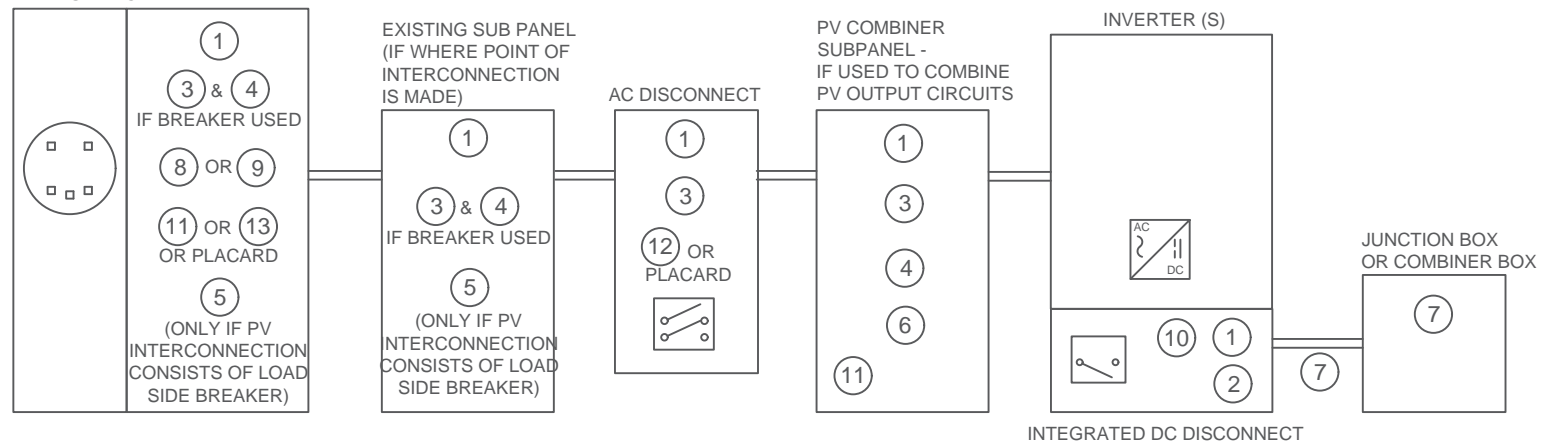 1
3 & 4
IF BREAKER USED
8 OR 9
11 OR 13
OR PLACARD
5
(ONLY IF PV
INTERCONNECTION
CONSISTS OF LOAD
SIDE BREAKER)
EXISTING SUB PANEL
(IF WHERE POINT OF
INTERCONNECTION
IS MADE)
1
3 & 4
IF BREAKER USED
5
(ONLY IF PV
INTERCONNECTION
CONSISTS OF LOAD
SIDE BREAKER)
AC DISCONNECT
1
3
12 OR
PLACARD
PV COMBINER
SUBPANEL -
IF USED TO COMBINE
PV OUTPUT CIRCUITS
1
3
4
6
11
INVERTER (S)
AC
DC
10 1
2
INTEGRATED DC DISCONNECT
7
JUNCTION BOX
OR COMBINER BOX
7